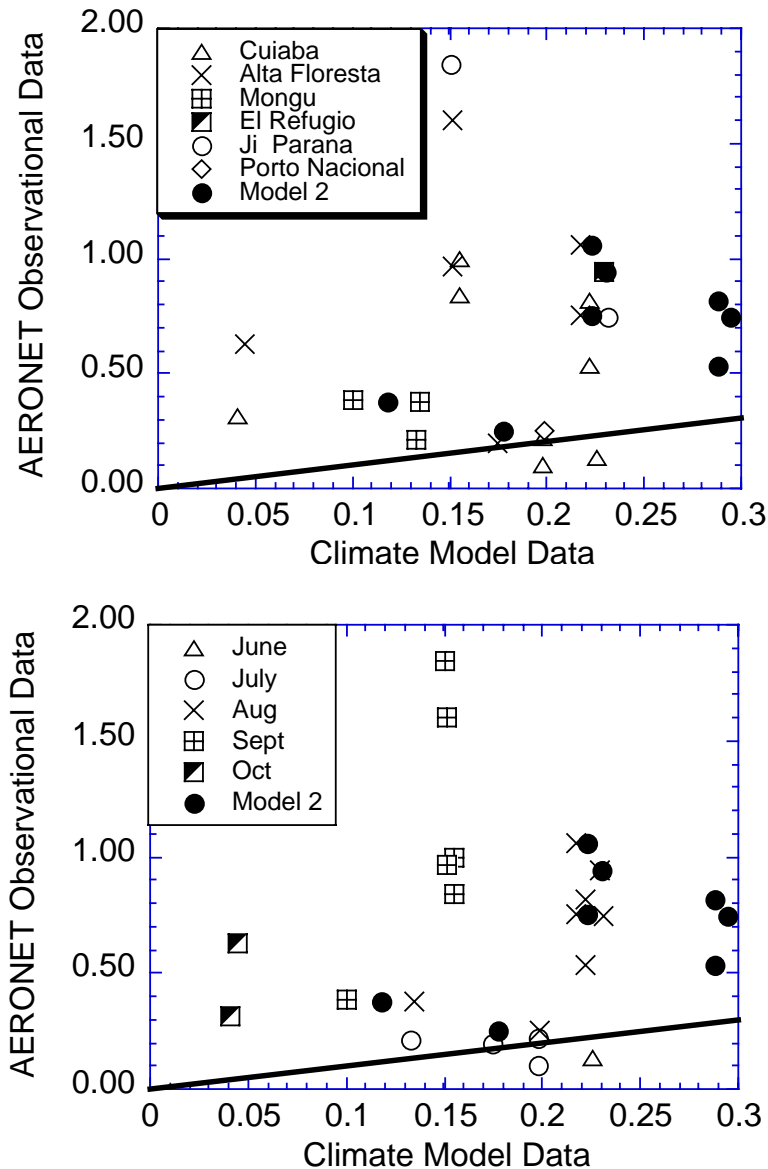 AERONET Observational Data
2.00
1.50
1.00
0.50
0.00
Cuiaba
Alta Floresta
Mongu
El Refugio
Ji Parana
Porto Nacional
Model 2
0 0.05 0.1 0.15 0.2 0.25 0.3
Climate Model Data
AERONET Observational Data
2.00
1.50
1.00
0.50
0.00
June
July
Aug
Sept
Oct
Model 2
0 0.05 0.1 0.15 0.2 0.25 0.3
Climate Model Data